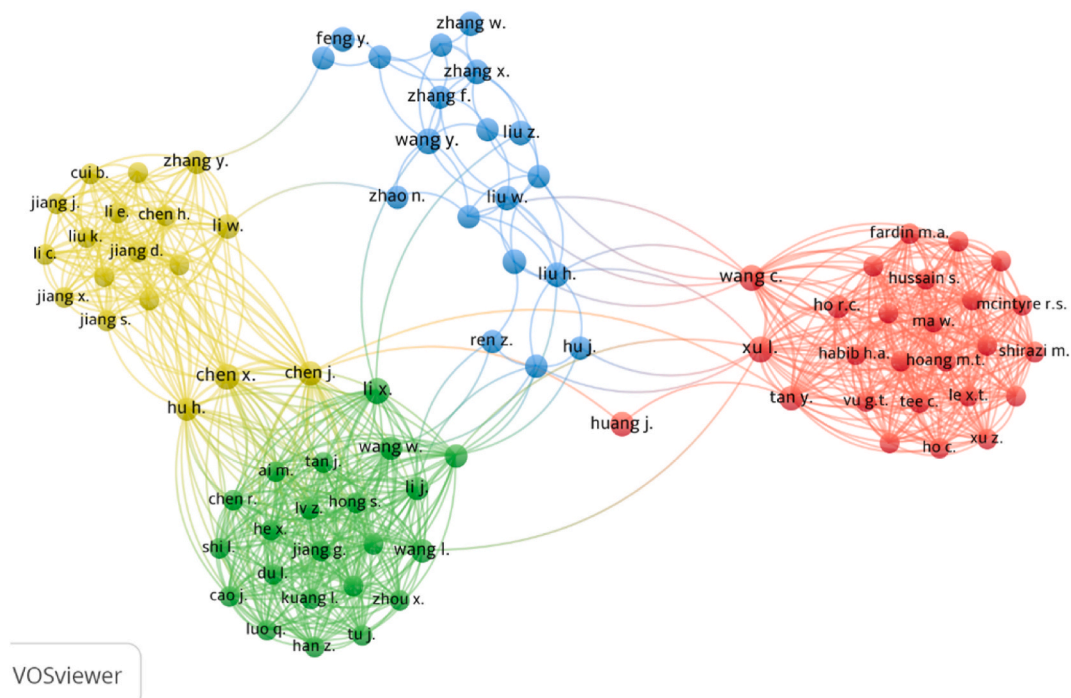 zhang w.
feng y.
zhang x.
zhang f.
liu z.
wang y.
zhang y.
cui b.
zhao n.
liu w.
jiang j.
li e.
chen h.
li w.
fardin m.a.
liu k.
jiang d.
li c.
liu h.
wang c.
hussain s.
jiang x.
ho r.c.
mcintyre r.s.
jiang s.
ma w.
ren z.
hu j.
xu l.
habib h.a.
hoang m.t.
shirazi m.
chen x.
chen j.
li x.
tan y.
vu g.t.
tee c.
le x.t.
hu h.
huang j.
xu z.
wang w.
ho c.
ai m.
tan j.
li j.
chen r.
lv z.
hong s.
he x.
shi l.
jiang g.
wang l.
du l.
cao j.
kuang l.
zhou x.
luo q.
tu j.
han z.
VOSviewer